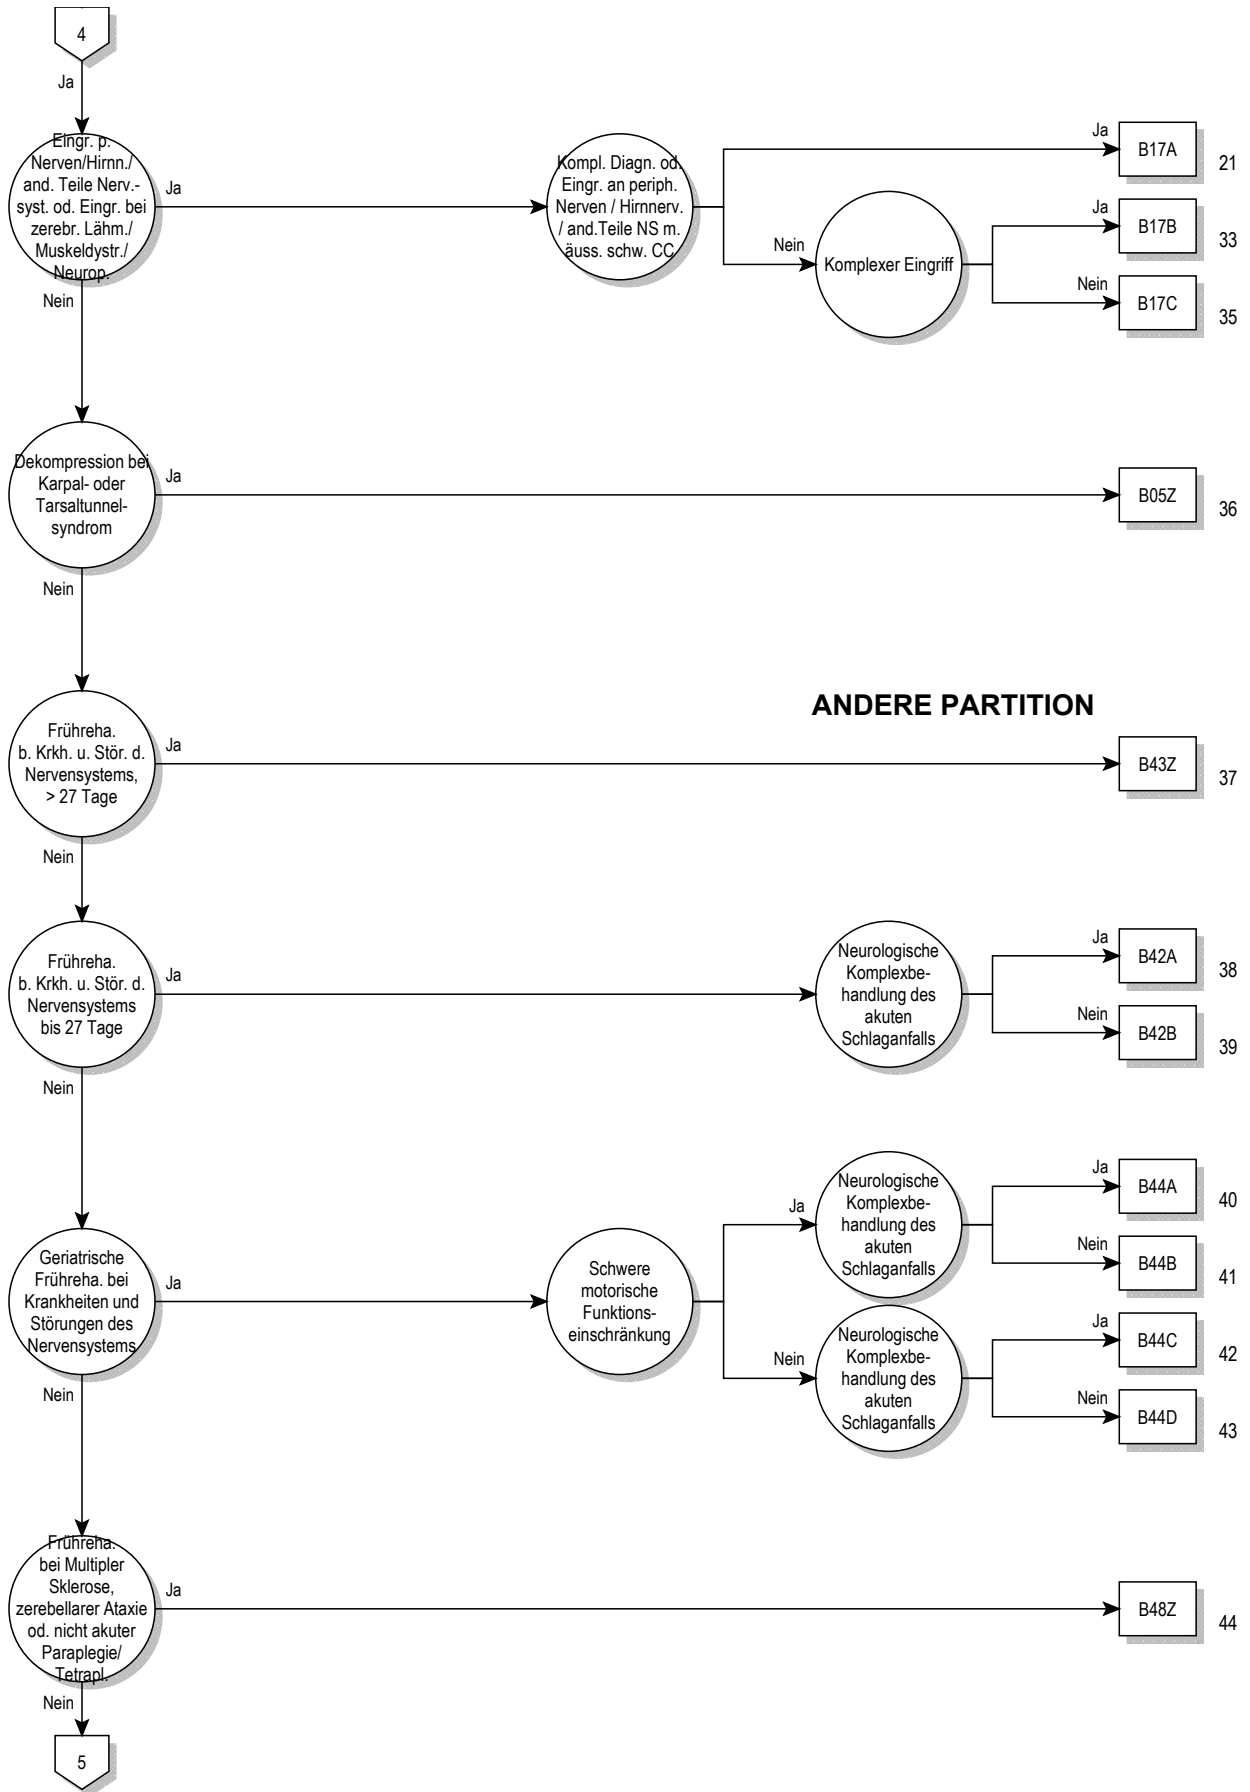 4
Ja
Eingr. p.
Nerven/Hirnn./
and. Teile Nerv.-
syst. od. Eingr. bei
zerebr. Lähm./
Muskeldystr./
Neurop.
Ja
Kompl. Diagn. od.
Eingr. an periph.
Nerven / Hirnnerv.
/ and.Teile NS m.
äuss. schw. CC
Ja
B17A
21
Nein
Komplexer Eingriff
Ja
B17B
33
Nein
B17C
35
Nein
Dekompression bei
Karpal- oder
Tarsaltunnel-
syndrom
Ja
B05Z
36
Nein
ANDERE PARTITION
Frühreha.
b. Krkh. u. Stör. d.
Nervensystems,
> 27 Tage
Ja
B43Z
37
Nein
Frühreha.
b. Krkh. u. Stör. d.
Nervensystems
bis 27 Tage
Ja
Neurologische
Komplexbe-
handlung des
akuten
Schlaganfalls
Ja
B42A
38
Nein
B42B
39
Nein
Geriatrische
Frühreha. bei
Krankheiten und
Störungen des
Nervensystems
Ja
Schwere
motorische
Funktions-
einschränkung
Ja
Neurologische
Komplexbe-
handlung des
akuten
Schlaganfalls
Ja
B44A
40
Nein
B44B
41
Nein
Neurologische
Komplexbe-
handlung des
akuten
Schlaganfalls
Ja
B44C
42
Nein
B44D
43
Nein
Frühreha.
bei Multipler
Sklerose,
zerebellarer Ataxie
od. nicht akuter
Paraplegie/
Tetrapl.
Ja
B48Z
44
Nein
5